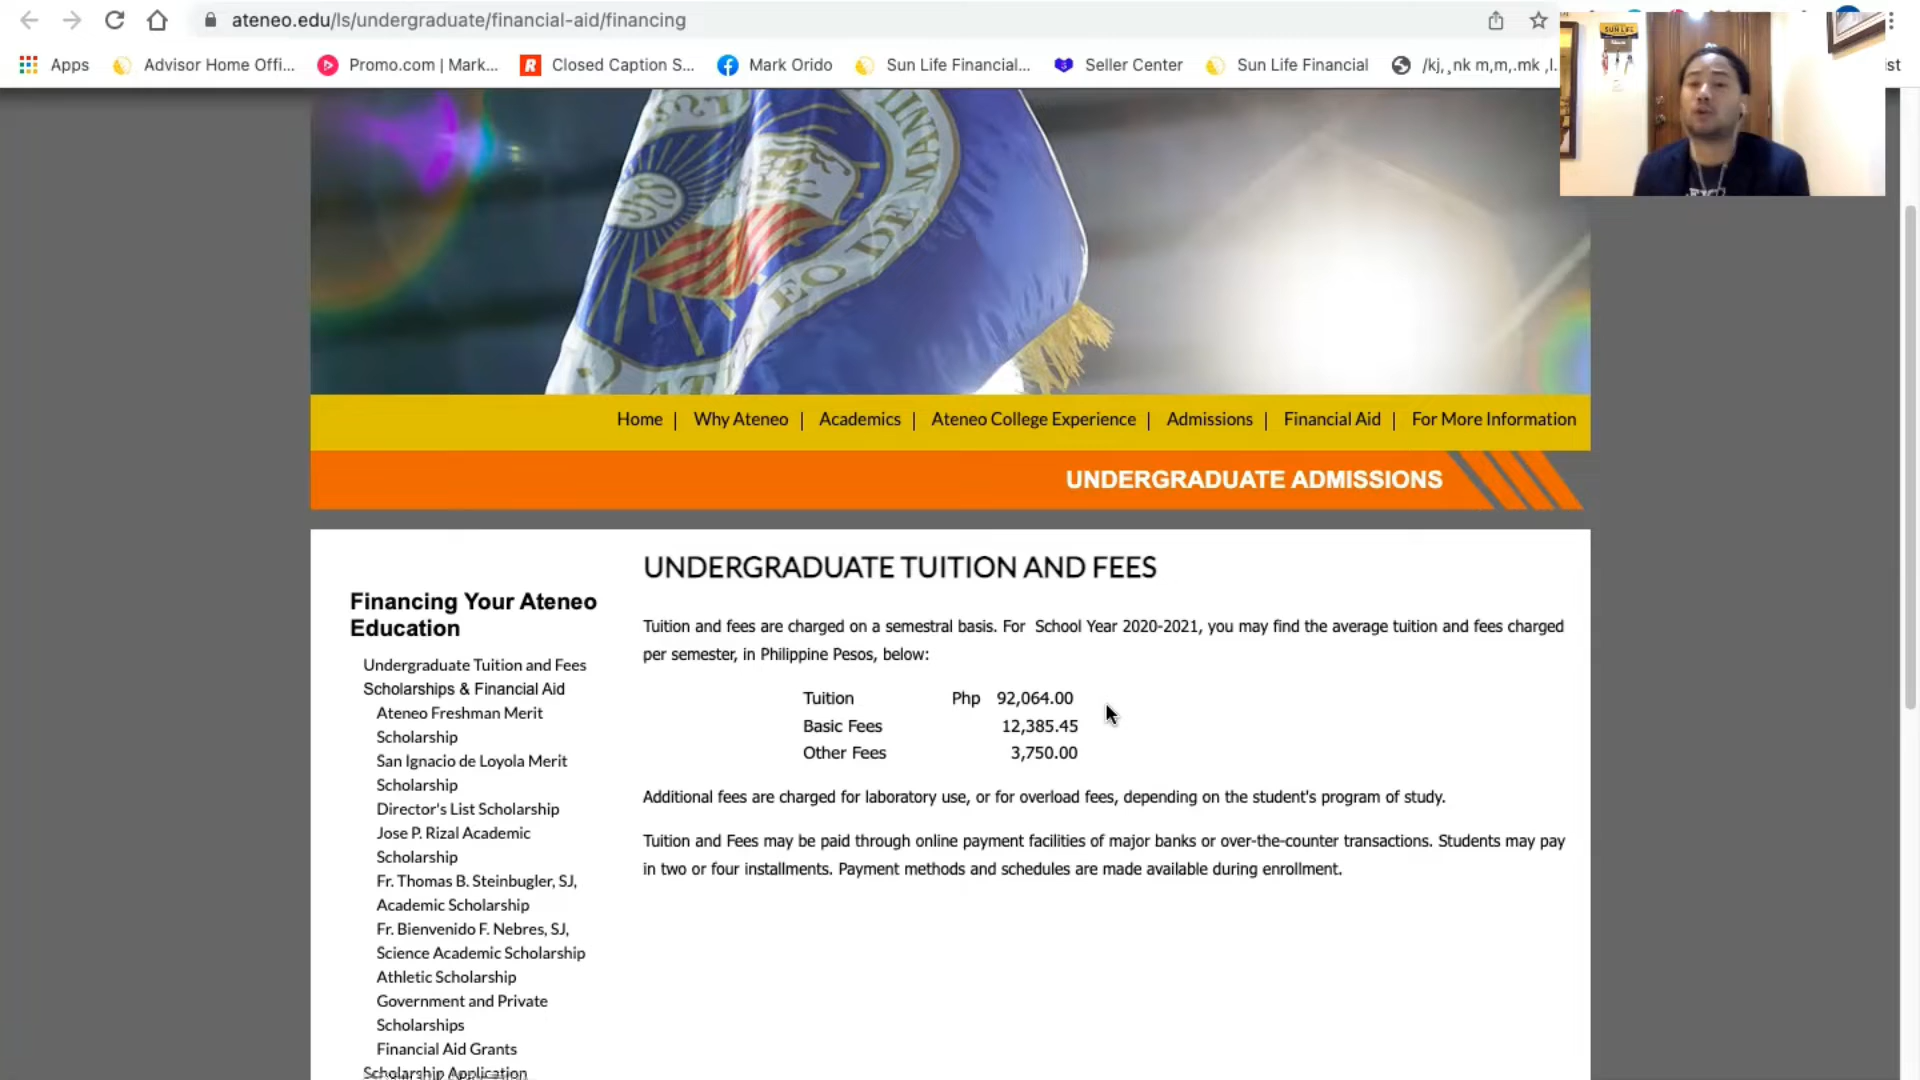 ateneo.edu/ls/undergraduate/financial-aid/financing
Apps
Advisor Home Offi...
Promo.com | Mark...
Closed Caption S...
Mark Orido
Sun Life Financial...
Seller Center
Sun Life Financial
/kj,¸nk m,m,.mk ,l.
ist
SUN LIFE
Home | Why Ateneo | Academics | Ateneo College Experience | Admissions | Financial Aid | For More Information
UNDERGRADUATE ADMISSIONS
Financing Your Ateneo
Education
Undergraduate Tuition and Fees
Scholarships & Financial Aid
Ateneo Freshman Merit
Scholarship
San Ignacio de Loyola Merit
Scholarship
Director's List Scholarship
Jose P. Rizal Academic
Scholarship
Fr. Thomas B. Steinbugler, SJ,
Academic Scholarship
Fr. Bienvenido F. Nebres, SJ,
Science Academic Scholarship
Athletic Scholarship
Government and Private
Scholarships
Financial Aid Grants
Scholarship Application
UNDERGRADUATE TUITION AND FEES
Tuition and fees are charged on a semestral basis. For School Year 2020-2021, you may find the average tuition and fees charged
per semester, in Philippine Pesos, below:
Tuition Php 92,064.00
Basic Fees 12,385.45
Other Fees 3,750.00
Additional fees are charged for laboratory use, or for overload fees, depending on the student's program of study.
Tuition and Fees may be paid through online payment facilities of major banks or over-the-counter transactions. Students may pay
in two or four installments. Payment methods and schedules are made available during enrollment.